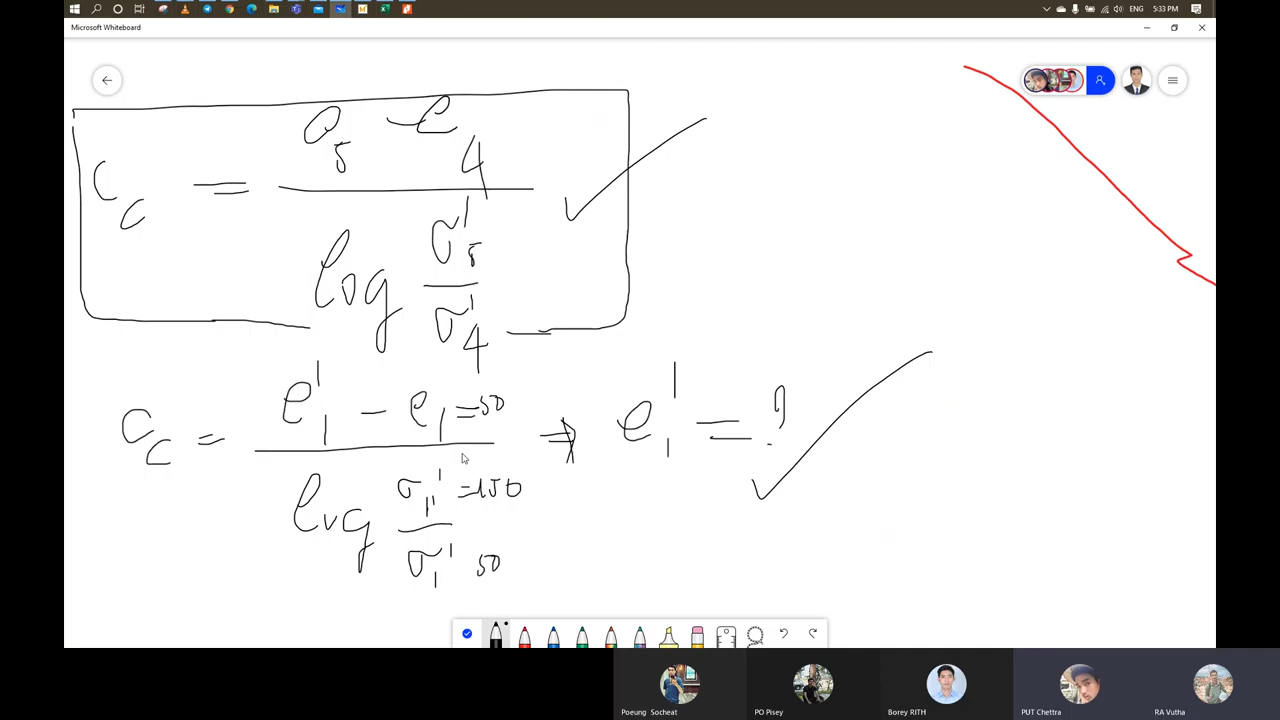 ENG 5:33 PM
Microsoft Whiteboard
e5 - e4
Cc =
log σ'5
σ'4
e'1 - e1 = 50
Cc = ⇒ e'1 = ?
log σ'1' = 150
σ'1 50
Poeung Socheat PO Pisey Borey RITH PUT Chettra RA Vutha